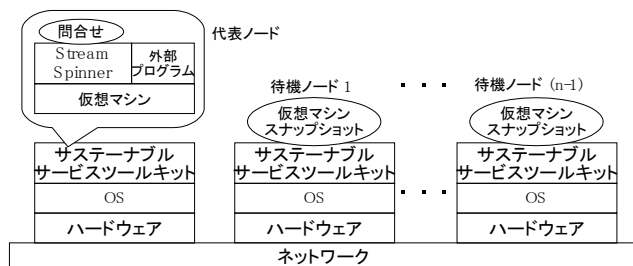 問合せ
代表ノード
Stream
Spinner
外部
プログラム
仮想マシン
待機ノード 1
・・・
待機ノード (n-1)
仮想マシン
スナップショット
仮想マシン
スナップショット
サステーナブル
サービスツールキット
サステーナブル
サービスツールキット
サステーナブル
サービスツールキット
OS
OS
・・・
OS
ハードウェア
ハードウェア
ハードウェア
ネットワーク